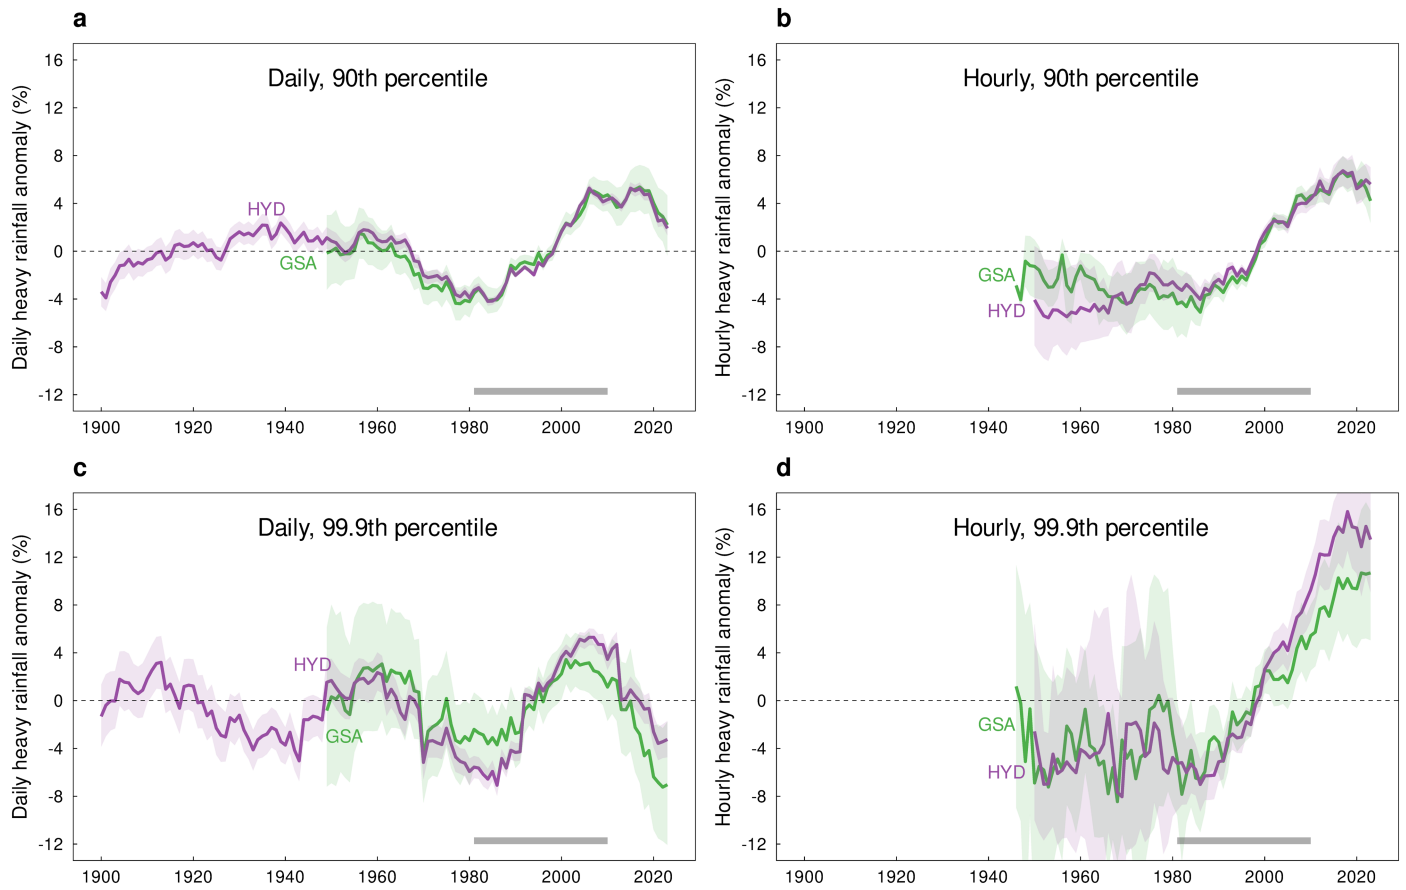 a
Daily, 90th percentile
Daily heavy rainfall anomaly (%)
16
12
8
4
0
-4
-8
-12
HYD
GSA
1900 1920 1940 1960 1980 2000 2020
b
Hourly, 90th percentile
Hourly heavy rainfall anomaly (%)
16
12
8
4
0
-4
-8
-12
GSA
HYD
1900 1920 1940 1960 1980 2000 2020
c
Daily, 99.9th percentile
Daily heavy rainfall anomaly (%)
16
12
8
4
0
-4
-8
-12
HYD
GSA
1900 1920 1940 1960 1980 2000 2020
d
Hourly, 99.9th percentile
Hourly heavy rainfall anomaly (%)
16
12
8
4
0
-4
-8
-12
GSA
HYD
1900 1920 1940 1960 1980 2000 2020